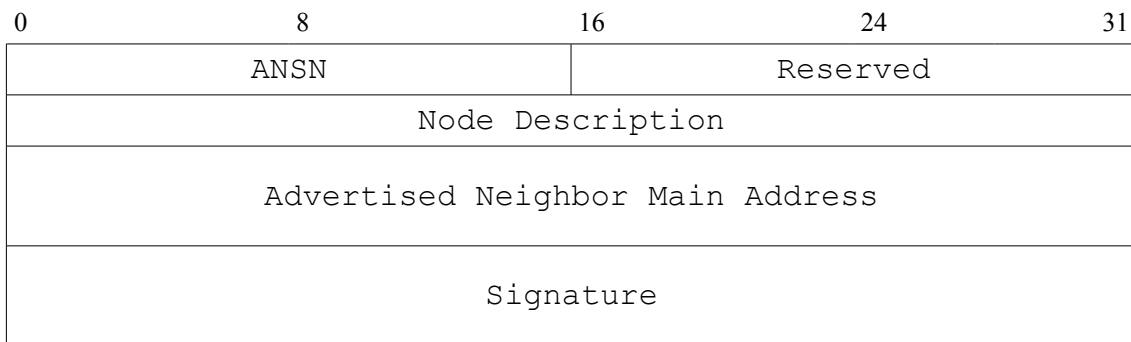 0 8 16 24 31
ANSN Reserved
Node Description
Advertised Neighbor Main Address
Signature